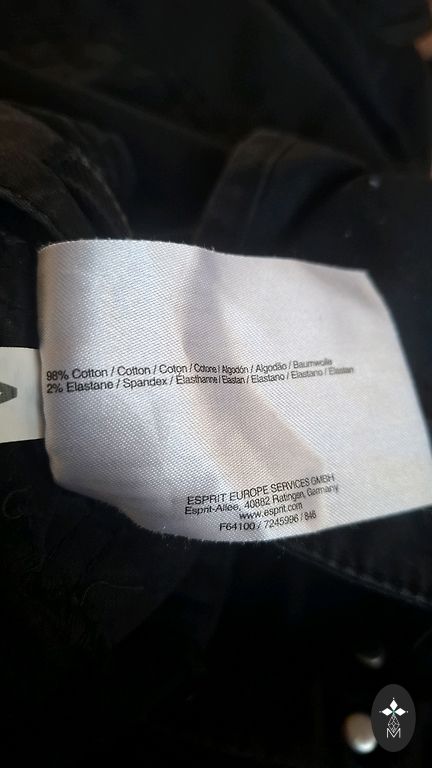 98% Cotton / Cotton / Coton / Cotone / Algodón / Algodão / Baumwolle
2% Elastane / Spandex / Élasthanne / Elastan / Elastano / Elastano / Elastan
ESPRIT EUROPE SERVICES GMBH
Esprit-Allee, 40882 Ratingen, Germany
www.esprit.com
F64100 / 7245996 / 846
A
M